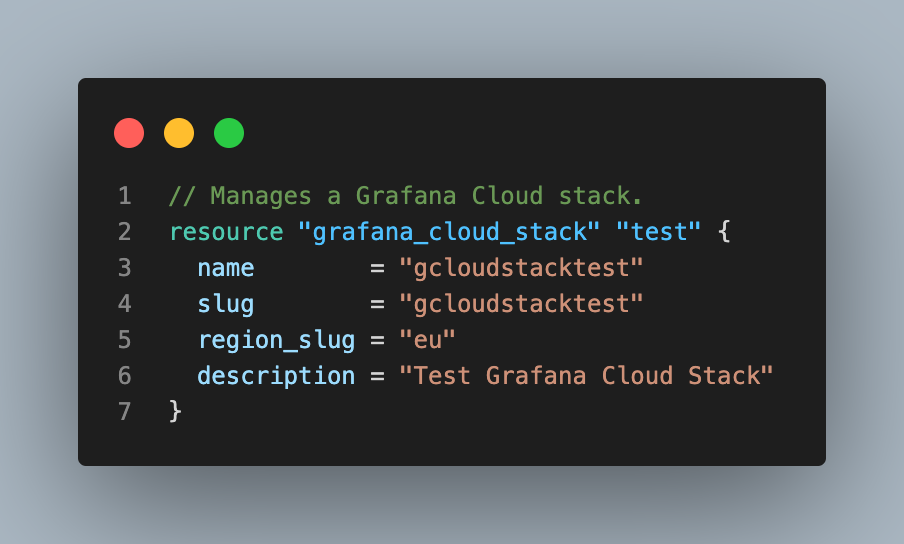 1 // Manages a Grafana Cloud stack.
2 resource "grafana_cloud_stack" "test" {
3   name        = "gcloudstacktest"
4   slug        = "gcloudstacktest"
5   region_slug = "eu"
6   description = "Test Grafana Cloud Stack"
7 }